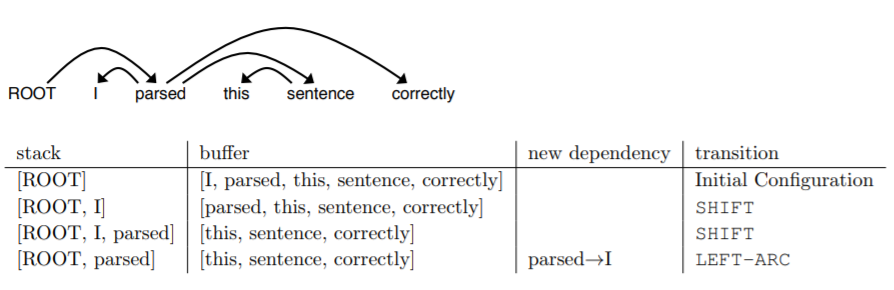 ROOT I parsed this sentence correctly
stack buffer new dependency transition
[ROOT] [I, parsed, this, sentence, correctly] Initial Configuration
[ROOT, I] [parsed, this, sentence, correctly] SHIFT
[ROOT, I, parsed] [this, sentence, correctly] SHIFT
[ROOT, parsed] [this, sentence, correctly] parsed→I LEFT-ARC